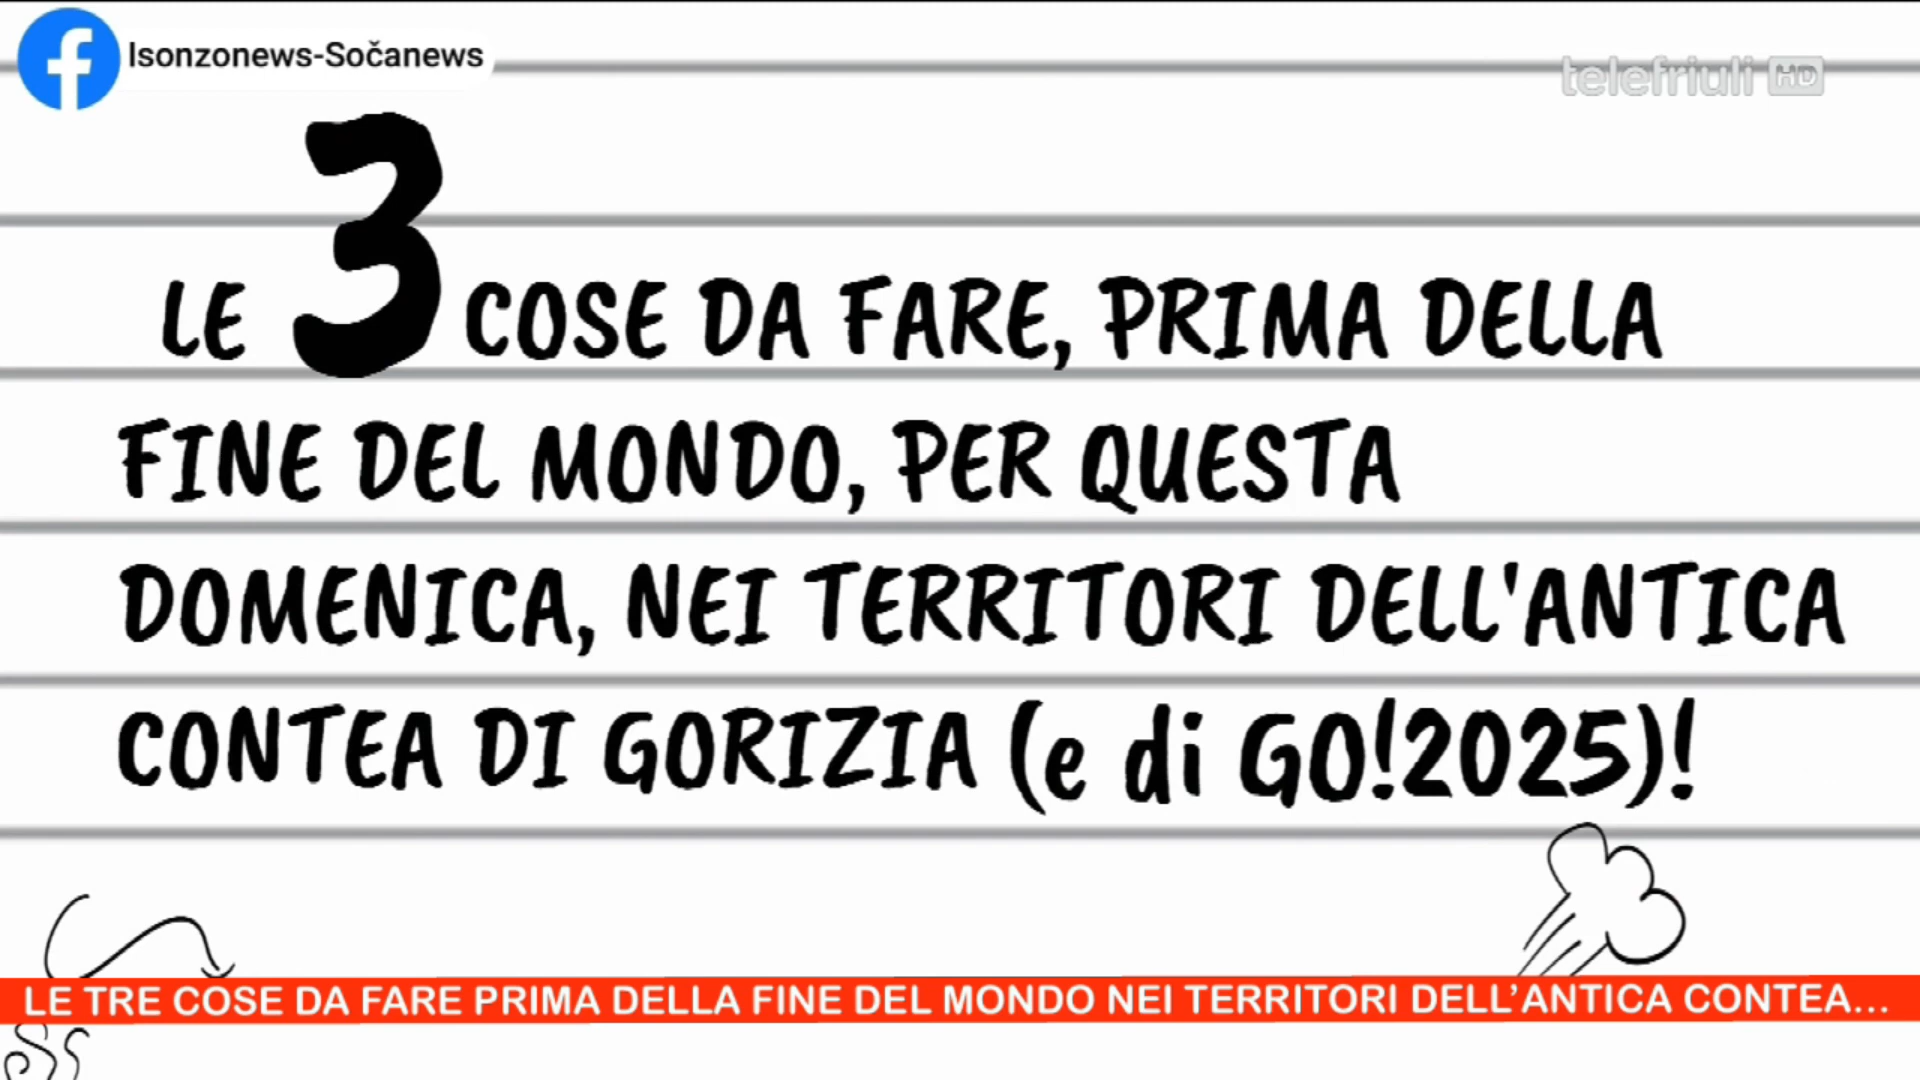 Isonzonews-Sočanews
telefriuli HD
LE 3 COSE DA FARE, PRIMA DELLA
FINE DEL MONDO, PER QUESTA
DOMENICA, NEI TERRITORI DELL'ANTICA
CONTEA DI GORIZIA (e di GO!2025)!
LE TRE COSE DA FARE PRIMA DELLA FINE DEL MONDO NEI TERRITORI DELL’ANTICA CONTEA...